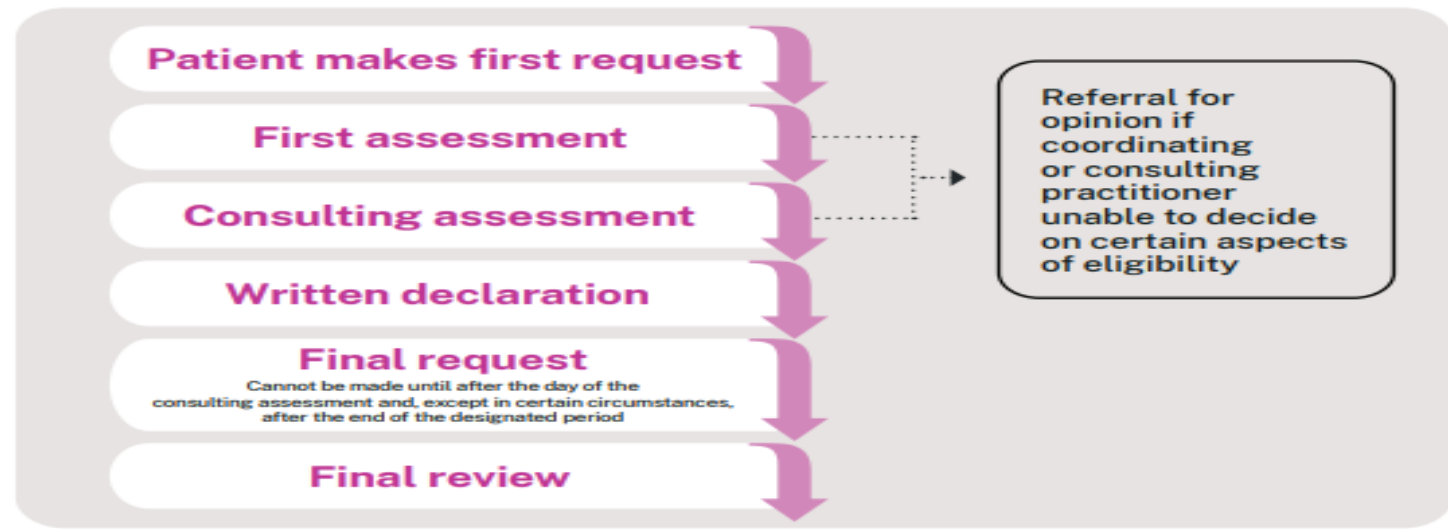 Patient makes first request
First assessment
Consulting assessment
Written declaration
Final request
Cannot be made until after the day of the
consulting assessment and, except in certain circumstances,
after the end of the designated period
Final review
Referral for
opinion if
coordinating
or consulting
practitioner
unable to decide
on certain aspects
of eligibility